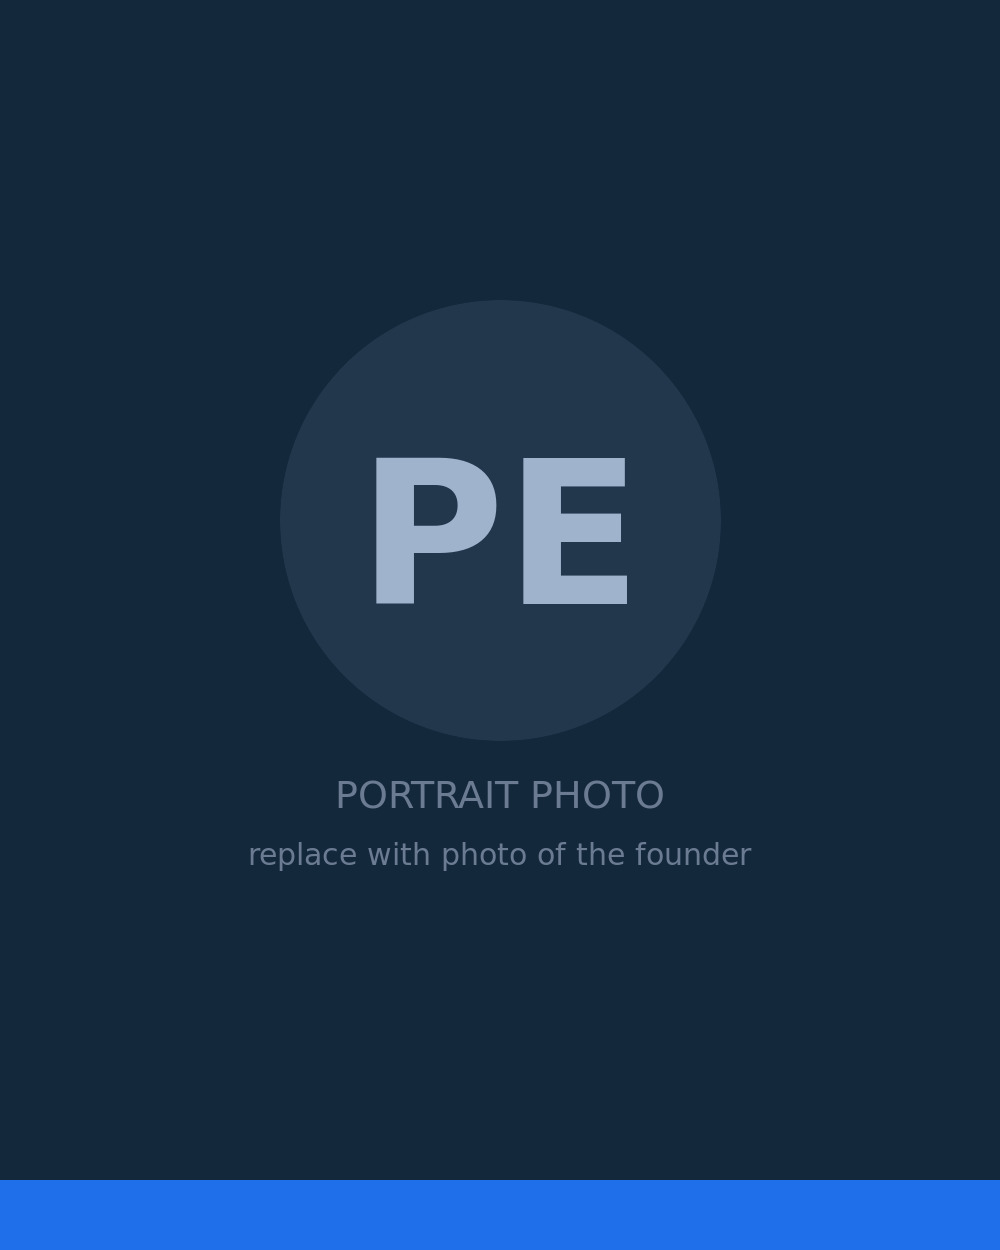 PE
PORTRAIT PHOTO
replace with photo of the founder